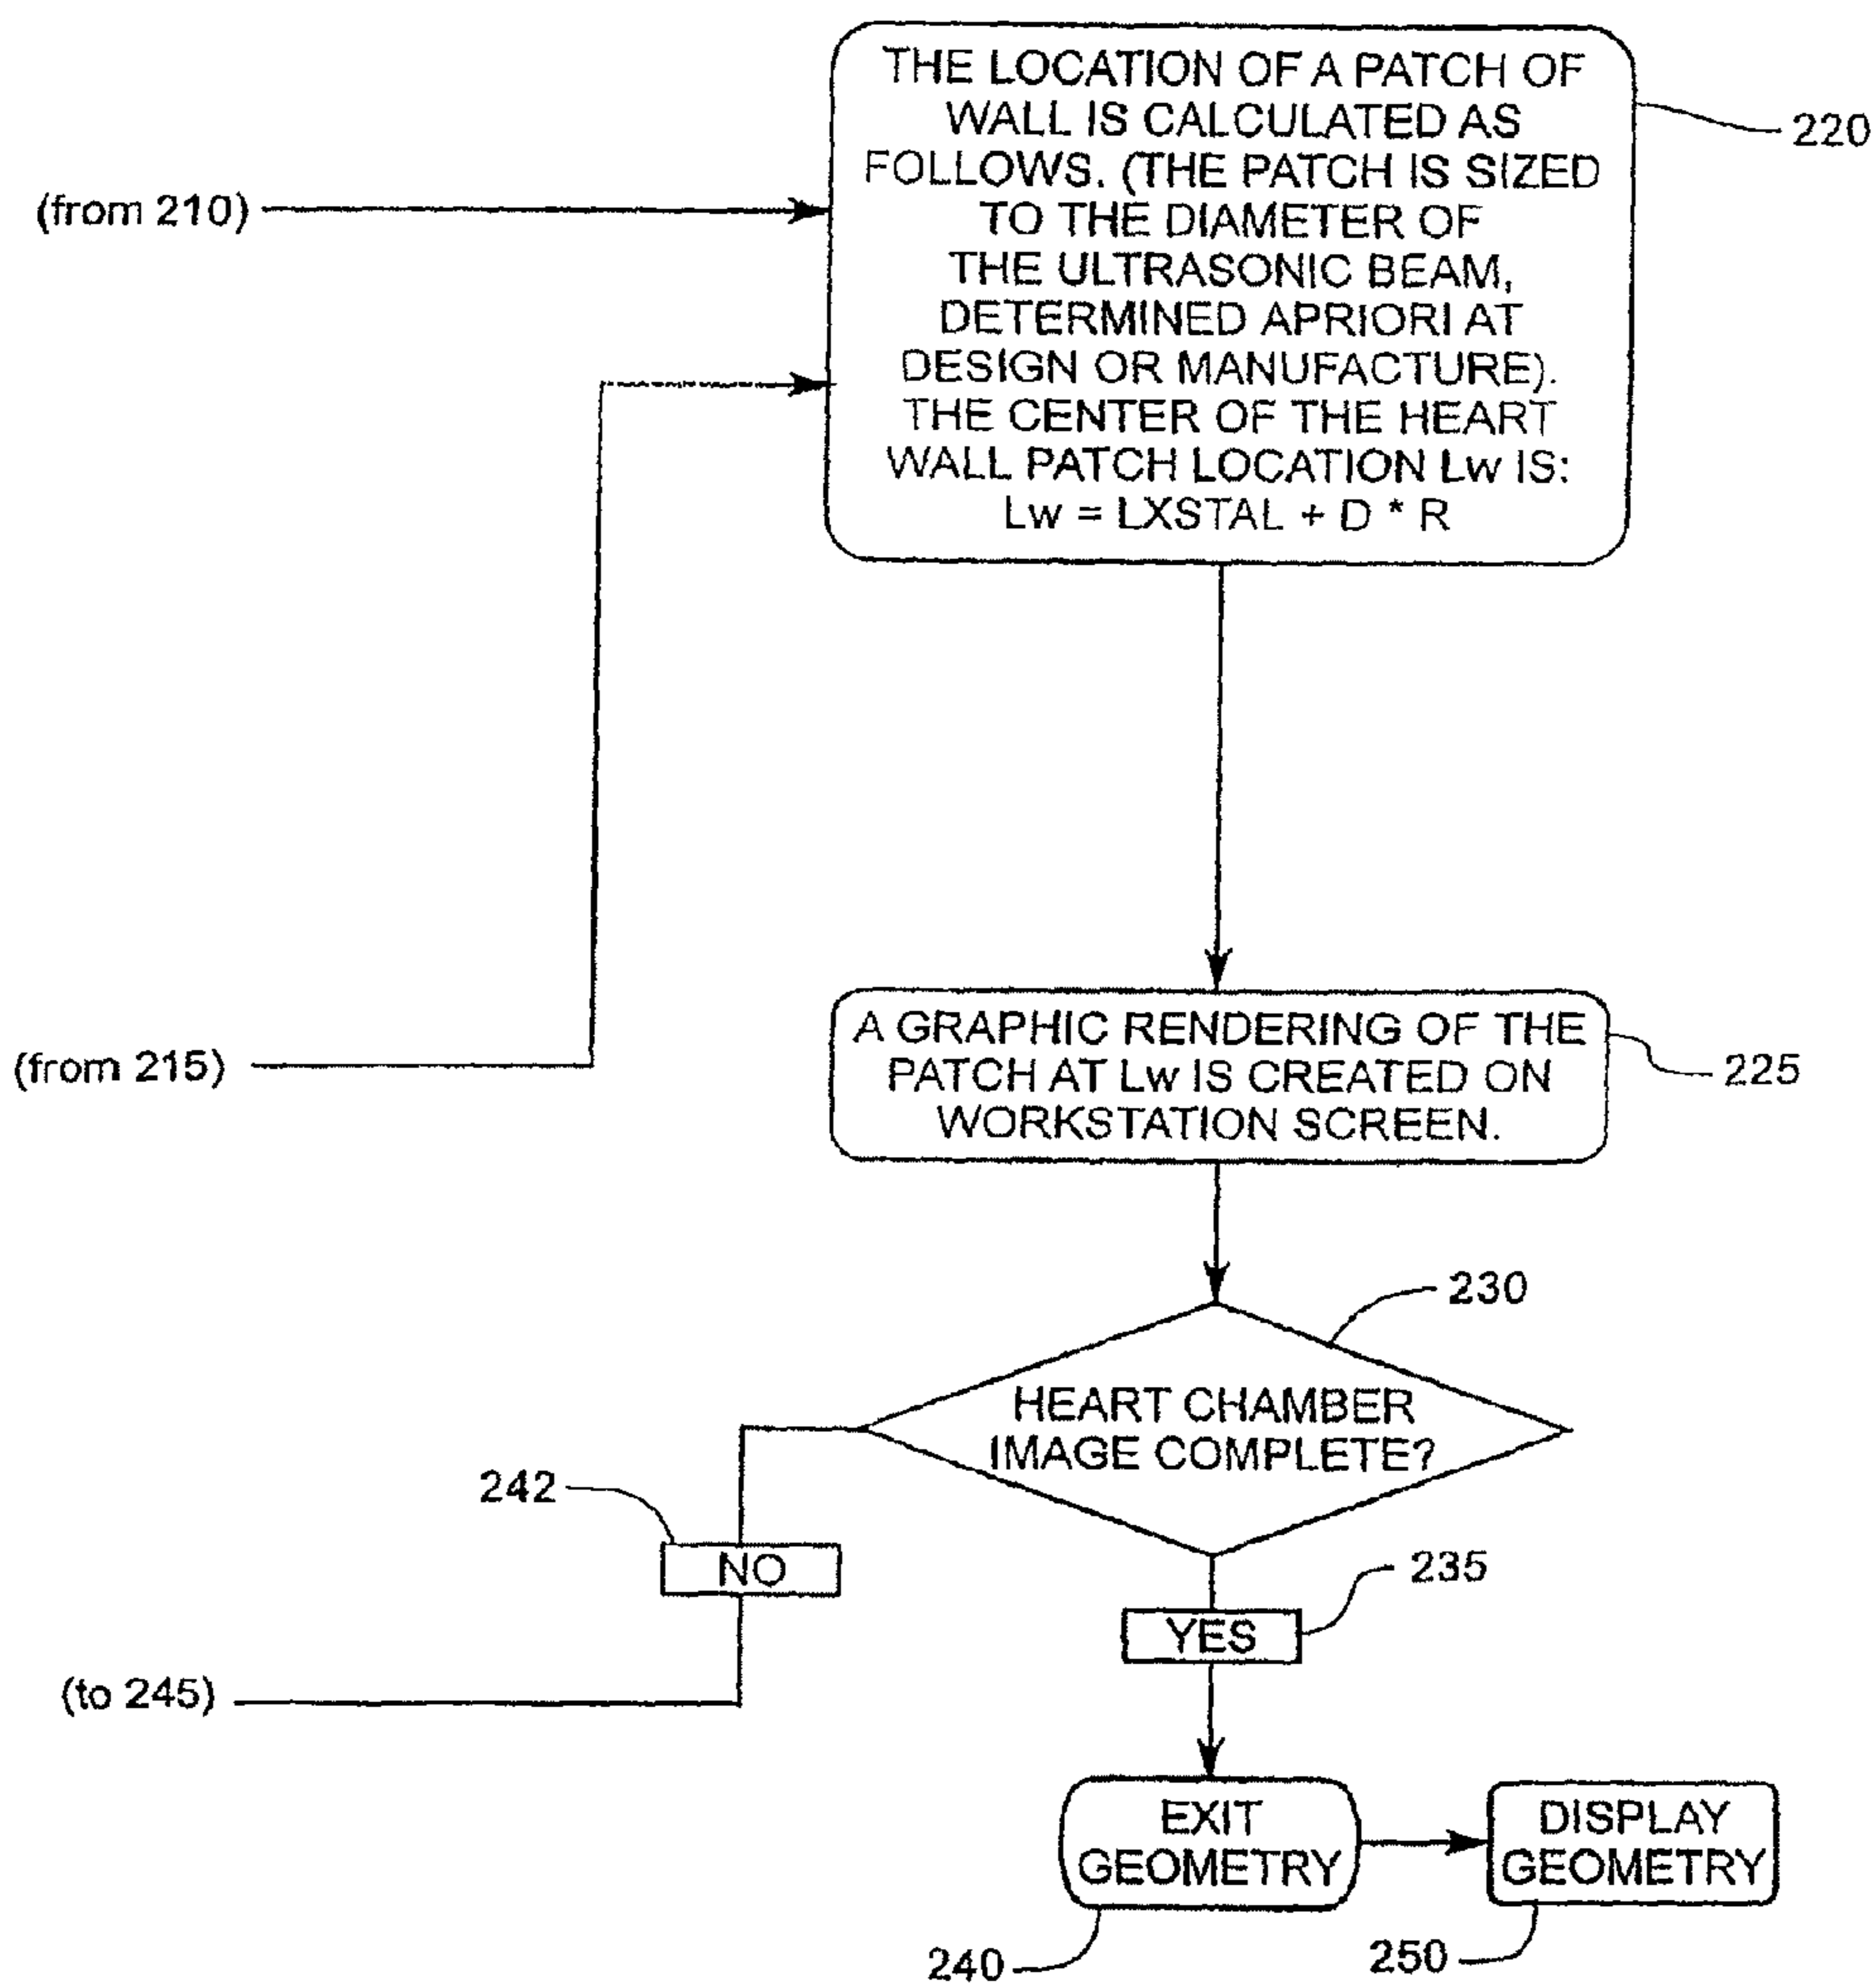 THE LOCATION OF A PATCH OF
WALL IS CALCULATED AS
FOLLOWS. (THE PATCH IS SIZED
TO THE DIAMETER OF
THE ULTRASONIC BEAM,
DETERMINED APRIORI AT
DESIGN OR MANUFACTURE).
THE CENTER OF THE HEART
WALL PATCH LOCATION Lw IS:
Lw = LXSTAL + D * R
220
(from 210)
(from 215)
A GRAPHIC RENDERING OF THE
PATCH AT Lw IS CREATED ON
WORKSTATION SCREEN.
225
230
HEART CHAMBER
IMAGE COMPLETE?
242
NO
235
YES
(to 245)
EXIT
GEOMETRY
DISPLAY
GEOMETRY
240
250